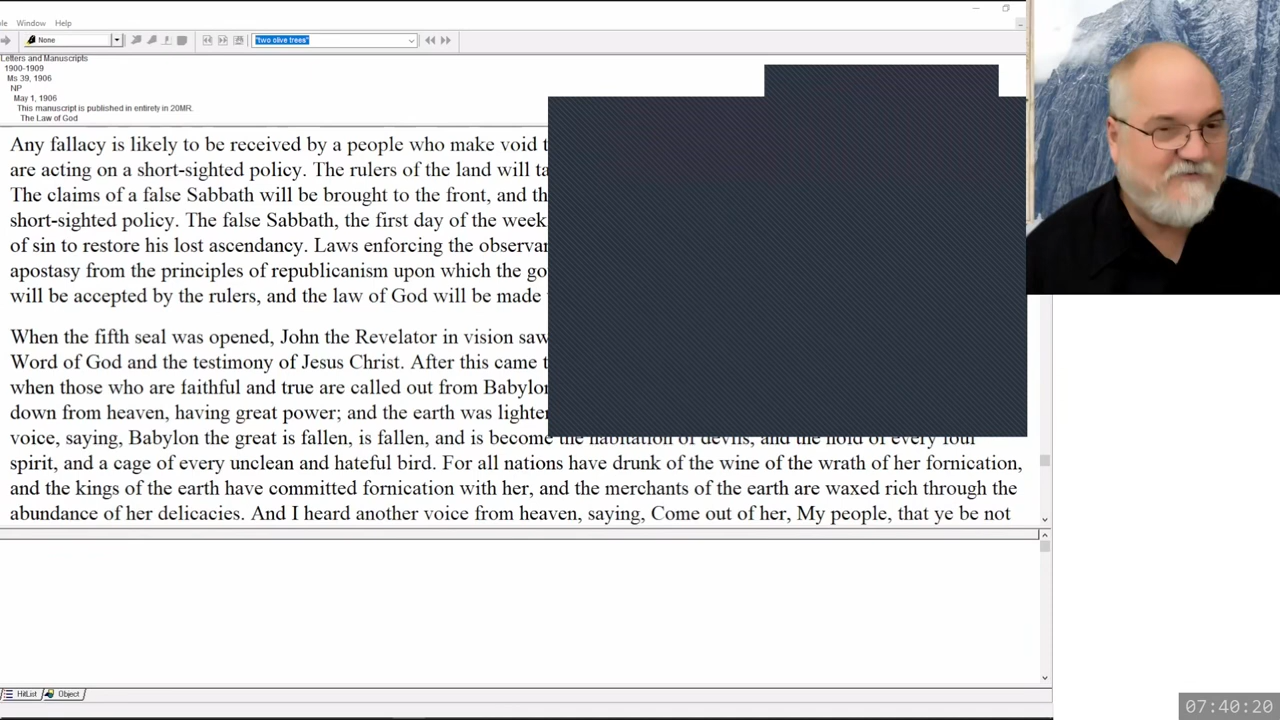 Window Help
None
"two olive trees"
Letters and Manuscripts
1900-1909
Ms 39, 1906
NP
May 1, 1906
This manuscript is published in entirety in 20MR.
The Law of God
Any fallacy is likely to be received by a people who make void
are acting on a short-sighted policy. The rulers of the land will
The claims of a false Sabbath will be brought to the front, and
short-sighted policy. The false Sabbath, the first day of the week
of sin to restore his lost ascendancy. Laws enforcing the
apostasy from the principles of republicanism upon which the
will be accepted by the rulers, and the law of God will be made
When the fifth seal was opened, John the Revelator in vision saw
Word of God and the testimony of Jesus Christ. After this came
when those who are faithful and true are called out from Babylon
down from heaven, having great power; and the earth was
voice, saying, Babylon the great is fallen, is fallen, and is become the habitation of devils, and the hold of every foul
spirit, and a cage of every unclean and hateful bird. For all nations have drunk of the wine of the wrath of her fornication,
and the kings of the earth have committed fornication with her, and the merchants of the earth are waxed rich through the
abundance of her delicacies. And I heard another voice from heaven, saying, Come out of her, My people, that ye be not
HitList Object
07:40:20